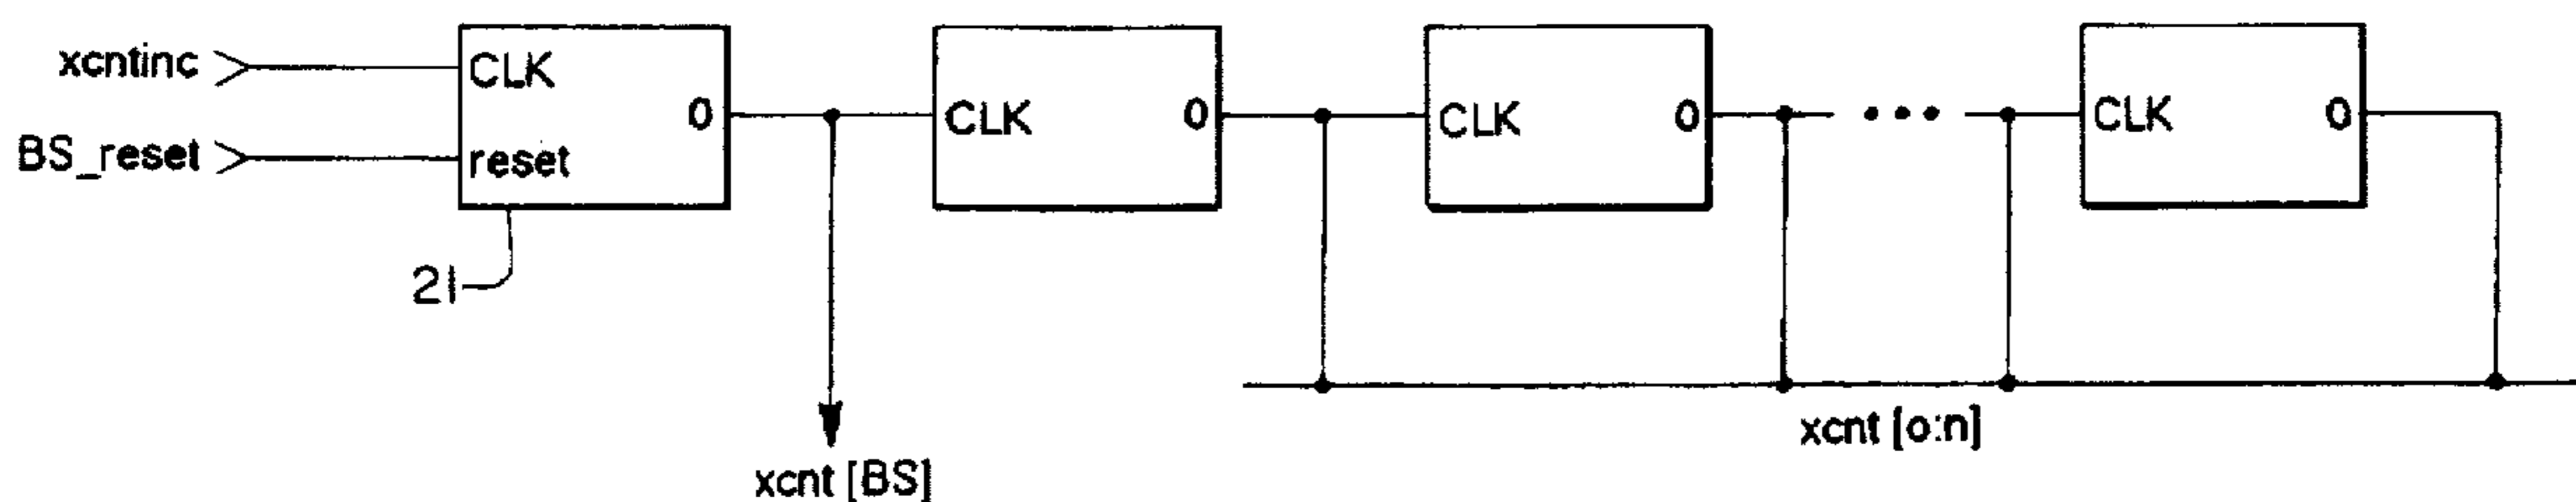 xcntinc
CLK
0
BS_reset
reset
CLK
0
CLK
0
• • •
CLK
0
21
xcnt [BS]
xcnt [o:n]